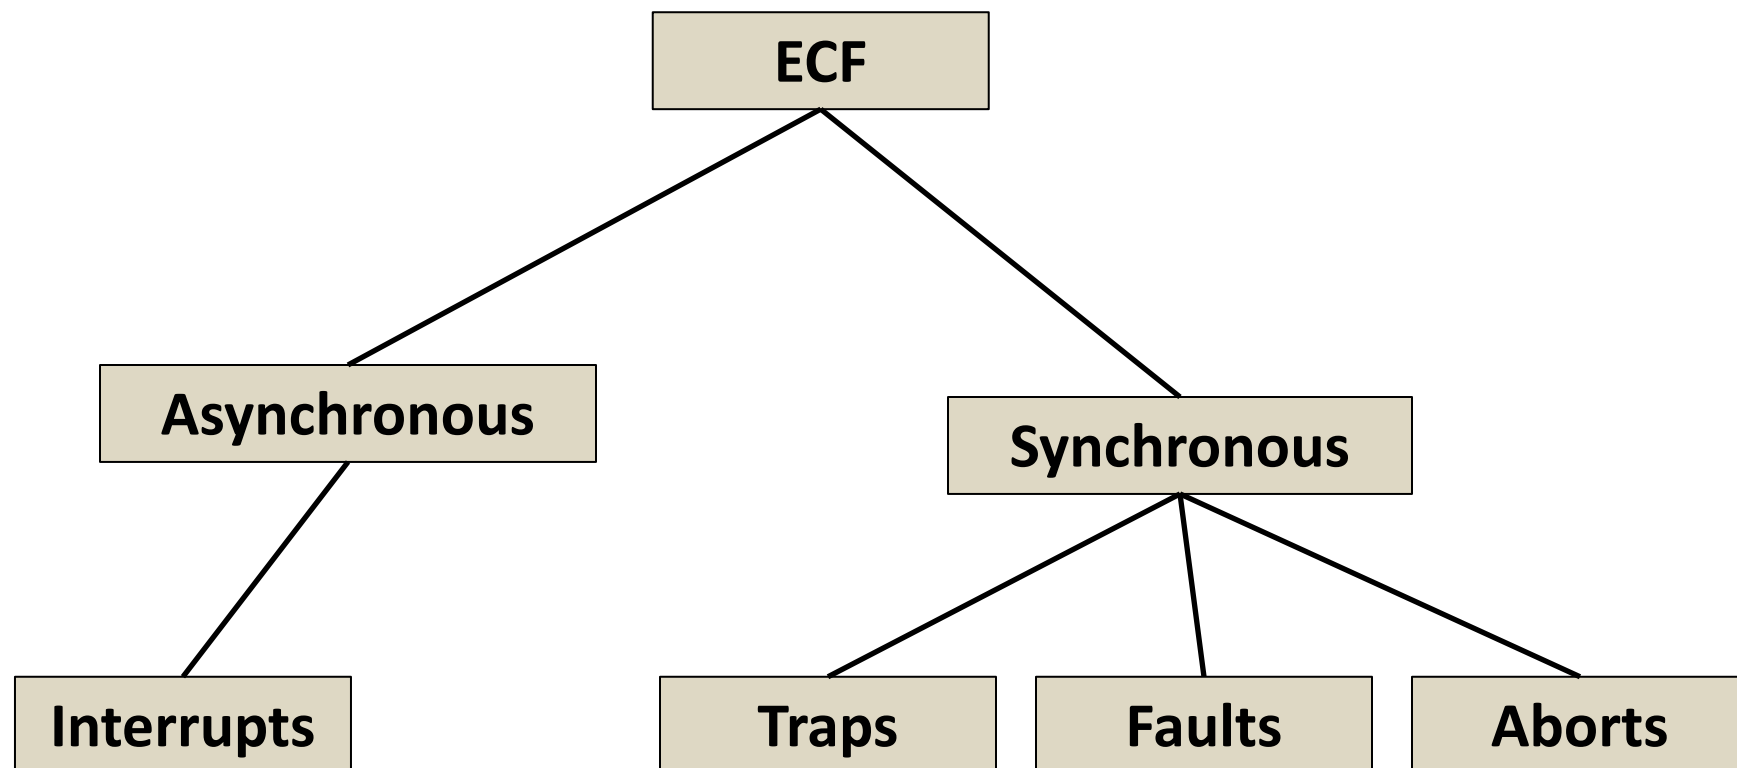 ECF
Asynchronous
Synchronous
Interrupts
Traps
Faults
Aborts